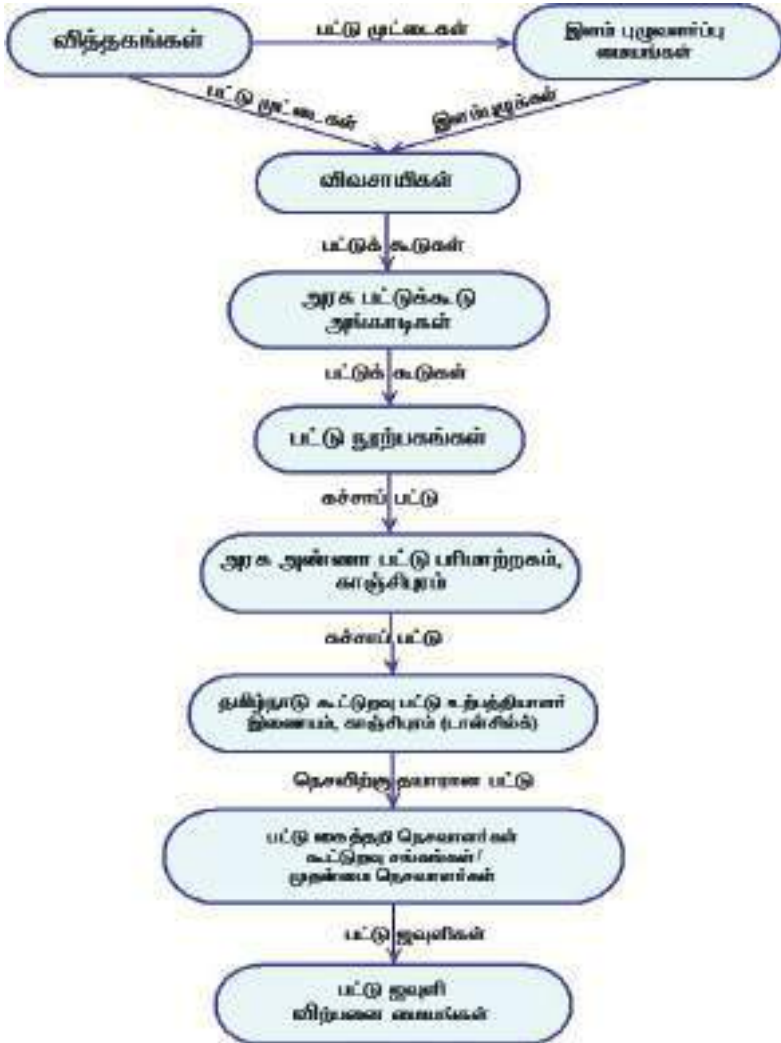 வித்தகங்கள்
பட்டு முட்டைகள்
இளம் புழுவளர்ப்பு
மையங்கள்
பட்டு முட்டைகள்
இளம்புழுக்கள்
விவசாயிகள்
பட்டுக் கூடுகள்
அரசு பட்டுக்கூடு
அங்காடிகள்
பட்டுக் கூடுகள்
பட்டு நூற்பகங்கள்
கச்சாப் பட்டு
அரசு அண்ணா பட்டு பரிமாற்றகம்,
காஞ்சிபுரம்
கச்சாப் பட்டு
தமிழ்நாடு கூட்டுறவு பட்டு உற்பத்தியாளர்
இணையம், காஞ்சிபுரம் (டான்சில்க்)
நெசவிற்கு தயாரான பட்டு
பட்டு கைத்தறி நெசவாளர்கள்
கூட்டுறவு சங்கங்கள்/
முதன்மை நெசவாளர்கள்
பட்டு ஜவுளிகள்
பட்டு ஜவுளி
விற்பனை மையங்கள்